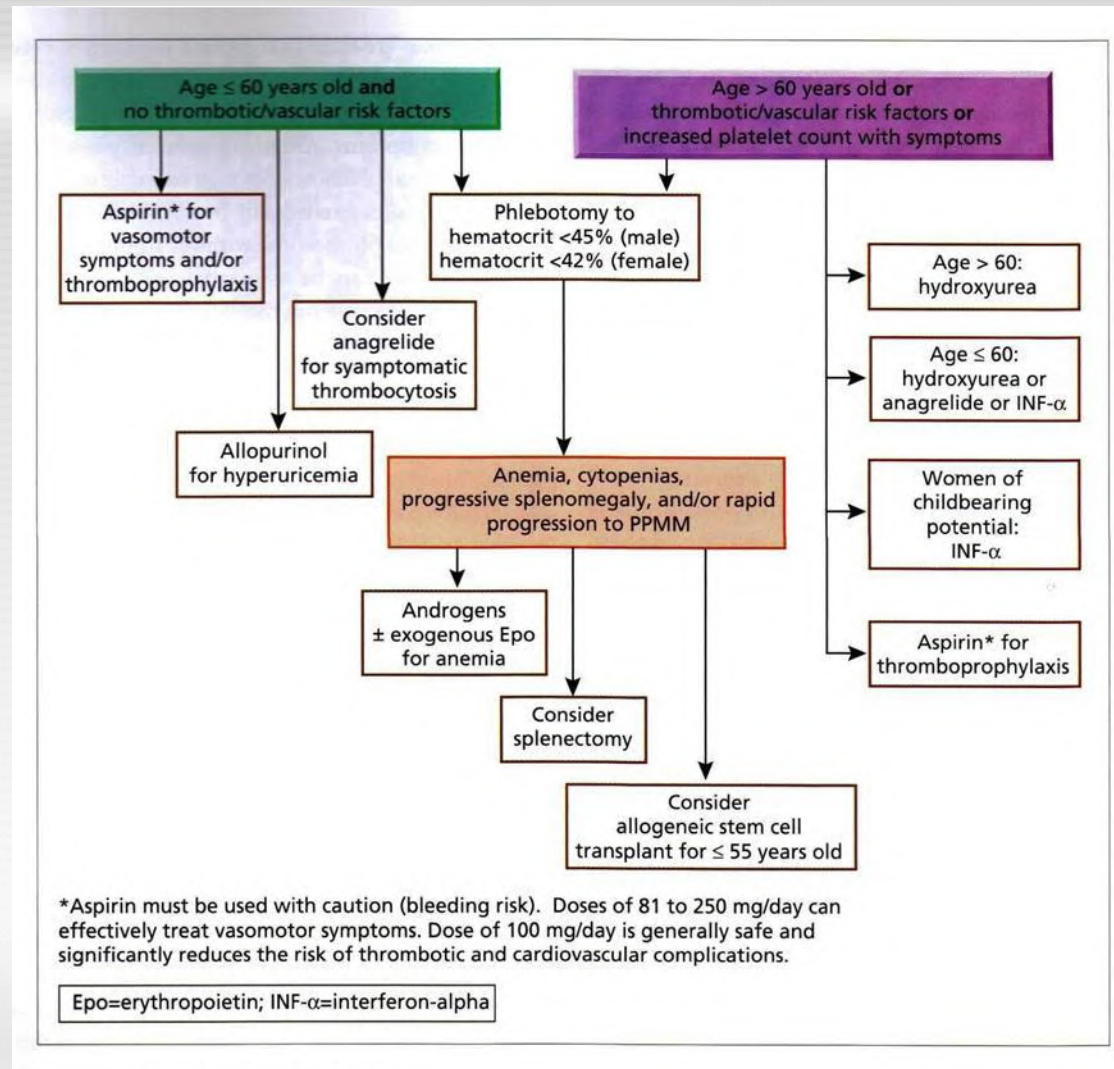 Age ≤ 60 years old and
no thrombotic/vascular risk factors
Age > 60 years old or
thrombotic/vascular risk factors or
increased platelet count with symptoms
Aspirin* for
vasomotor
symptoms and/or
thromboprophylaxis
Phlebotomy to
hematocrit <45% (male)
hematocrit <42% (female)
Age > 60:
hydroxyurea
Consider
anagrelide
for syamptomatic
thrombocytosis
Age ≤ 60:
hydroxyurea or
anagrelide or INF-α
Allopurinol
for hyperuricemia
Anemia, cytopenias,
progressive splenomegaly, and/or rapid
progression to PPMM
Women of
childbearing
potential:
INF-α
Androgens
± exogenous Epo
for anemia
Aspirin* for
thromboprophylaxis
Consider
splenectomy
Consider
allogeneic stem cell
transplant for ≤ 55 years old
*Aspirin must be used with caution (bleeding risk). Doses of 81 to 250 mg/day can
effectively treat vasomotor symptoms. Dose of 100 mg/day is generally safe and
significantly reduces the risk of thrombotic and cardiovascular complications.
Epo=erythropoietin; INF-α=interferon-alpha